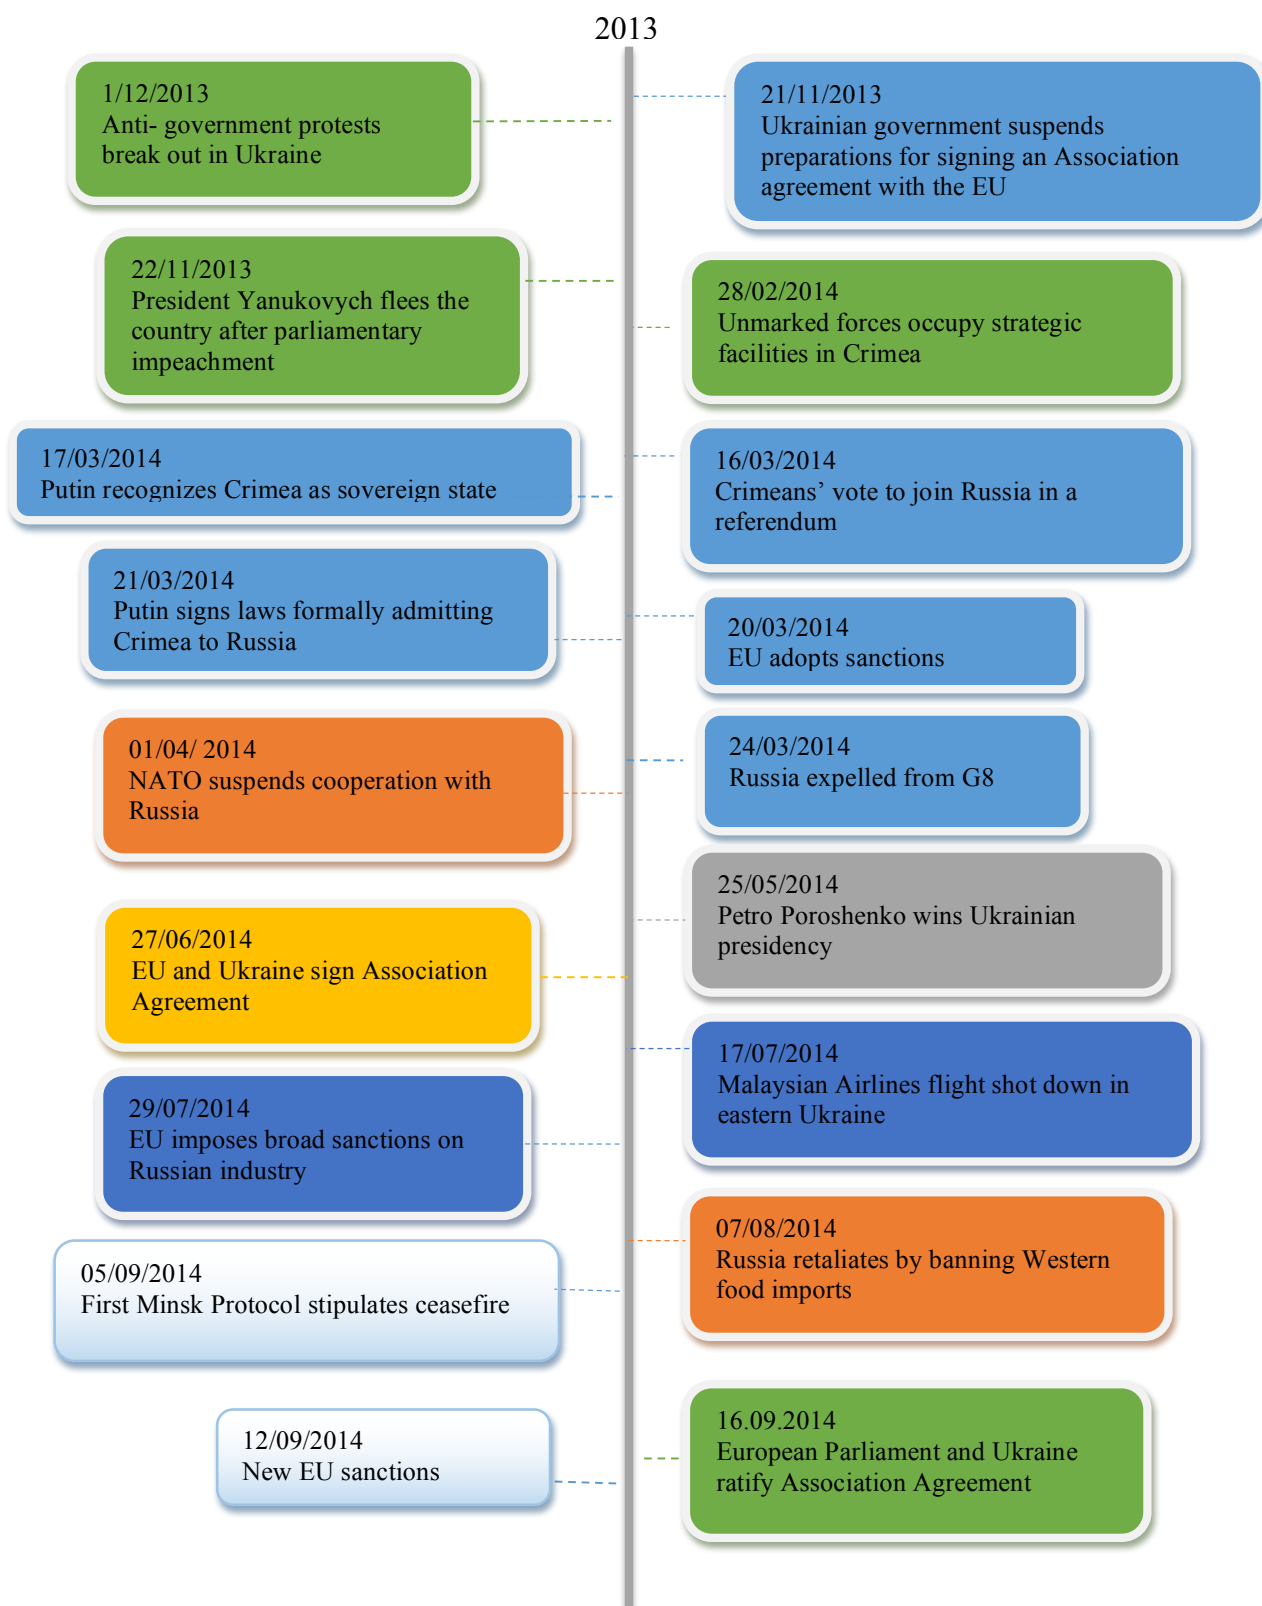 2013
1/12/2013
Anti- government protests
break out in Ukraine
21/11/2013
Ukrainian government suspends
preparations for signing an Association
agreement with the EU
22/11/2013
President Yanukovych flees the
country after parliamentary
impeachment
28/02/2014
Unmarked forces occupy strategic
facilities in Crimea
17/03/2014
Putin recognizes Crimea as sovereign state
16/03/2014
Crimeans’ vote to join Russia in a
referendum
21/03/2014
Putin signs laws formally admitting
Crimea to Russia
20/03/2014
EU adopts sanctions
01/04/ 2014
NATO suspends cooperation with
Russia
24/03/2014
Russia expelled from G8
25/05/2014
Petro Poroshenko wins Ukrainian
presidency
27/06/2014
EU and Ukraine sign Association
Agreement
17/07/2014
Malaysian Airlines flight shot down in
eastern Ukraine
29/07/2014
EU imposes broad sanctions on
Russian industry
07/08/2014
Russia retaliates by banning Western
food imports
05/09/2014
First Minsk Protocol stipulates ceasefire
16.09.2014
European Parliament and Ukraine
ratify Association Agreement
12/09/2014
New EU sanctions